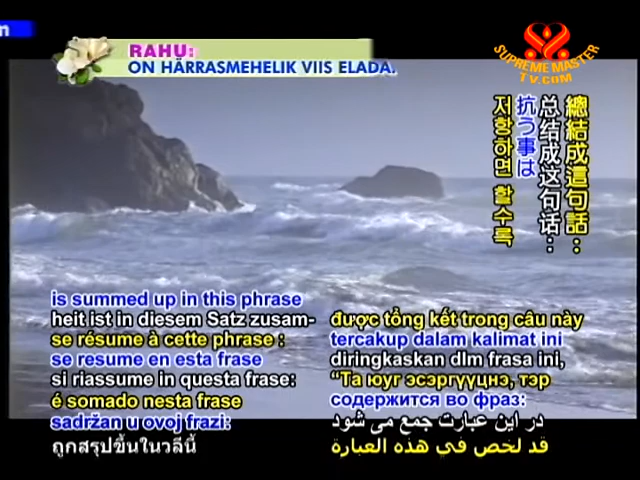 n
RAHU:
ON HÄRRASMEHELIK VIIS ELADA.
SUPREME MASTER
TV.COM
總結成這句話：
总结成这句话：
抗う事は
저항하면 할수록
is summed up in this phrase
heit ist in diesem Satz zusam-
se résume à cette phrase :
se resume en esta frase
si riassume in questa frase:
é somado nesta frase
sadržan u ovoj frazi:
ถูกสรุปขึ้นในวลีนี้
được tổng kết trong câu này
tercakup dalam kalimat ini
diringkaskan dlm frasa ini,
“Та юуг эсэргүүцнэ, тэр
содержится во фраз:
در این عبارت جمع می شود
قد لخص في هذه العبارة